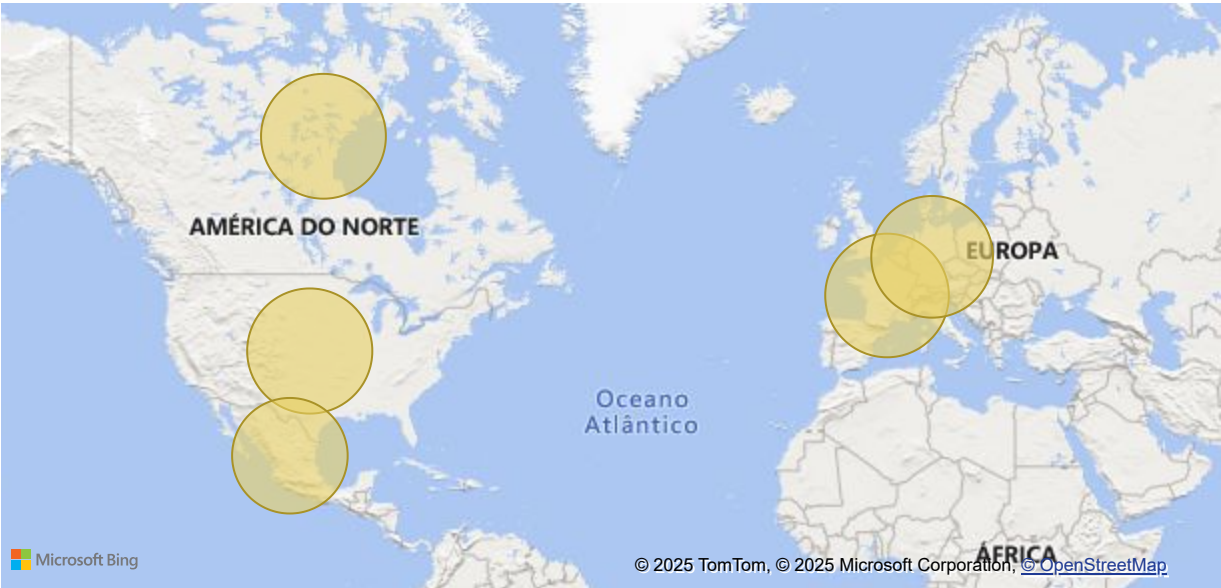 AMÉRICA DO NORTE
EUROPA
Oceano
Atlântico
ÁFRICA
Microsoft Bing
© 2025 TomTom, © 2025 Microsoft Corporation, © OpenStreetMap